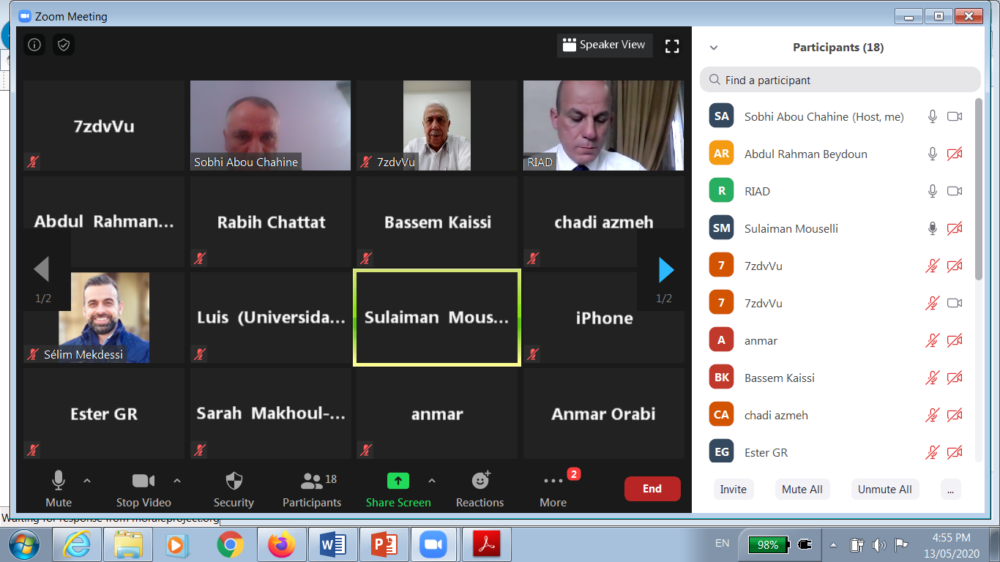 Zoom Meeting
Speaker View
7zdvVu
Sobhi Abou Chahine
7zdvVu
RIAD
Abdul Rahman...
Rabih Chattat
Bassem Kaissi
chadi azmeh
1/2
1/2
Sélim Mekdessi
Luis (Universida...
Sulaiman Mous...
iPhone
Ester GR
Sarah Makhoul-...
anmar
Anmar Orabi
Mute
Stop Video
Security
18
Participants
Share Screen
Reactions
2
More
End
Participants (18)
Find a participant
SA Sobhi Abou Chahine (Host, me)
AR Abdul Rahman Beydoun
R RIAD
SM Sulaiman Mouselli
7 7zdvVu
7 7zdvVu
A anmar
BK Bassem Kaissi
CA chadi azmeh
EG Ester GR
Invite
Mute All
Unmute All
...
Waiting for response from moraleproject.org
EN
98%
4:55 PM
13/05/2020